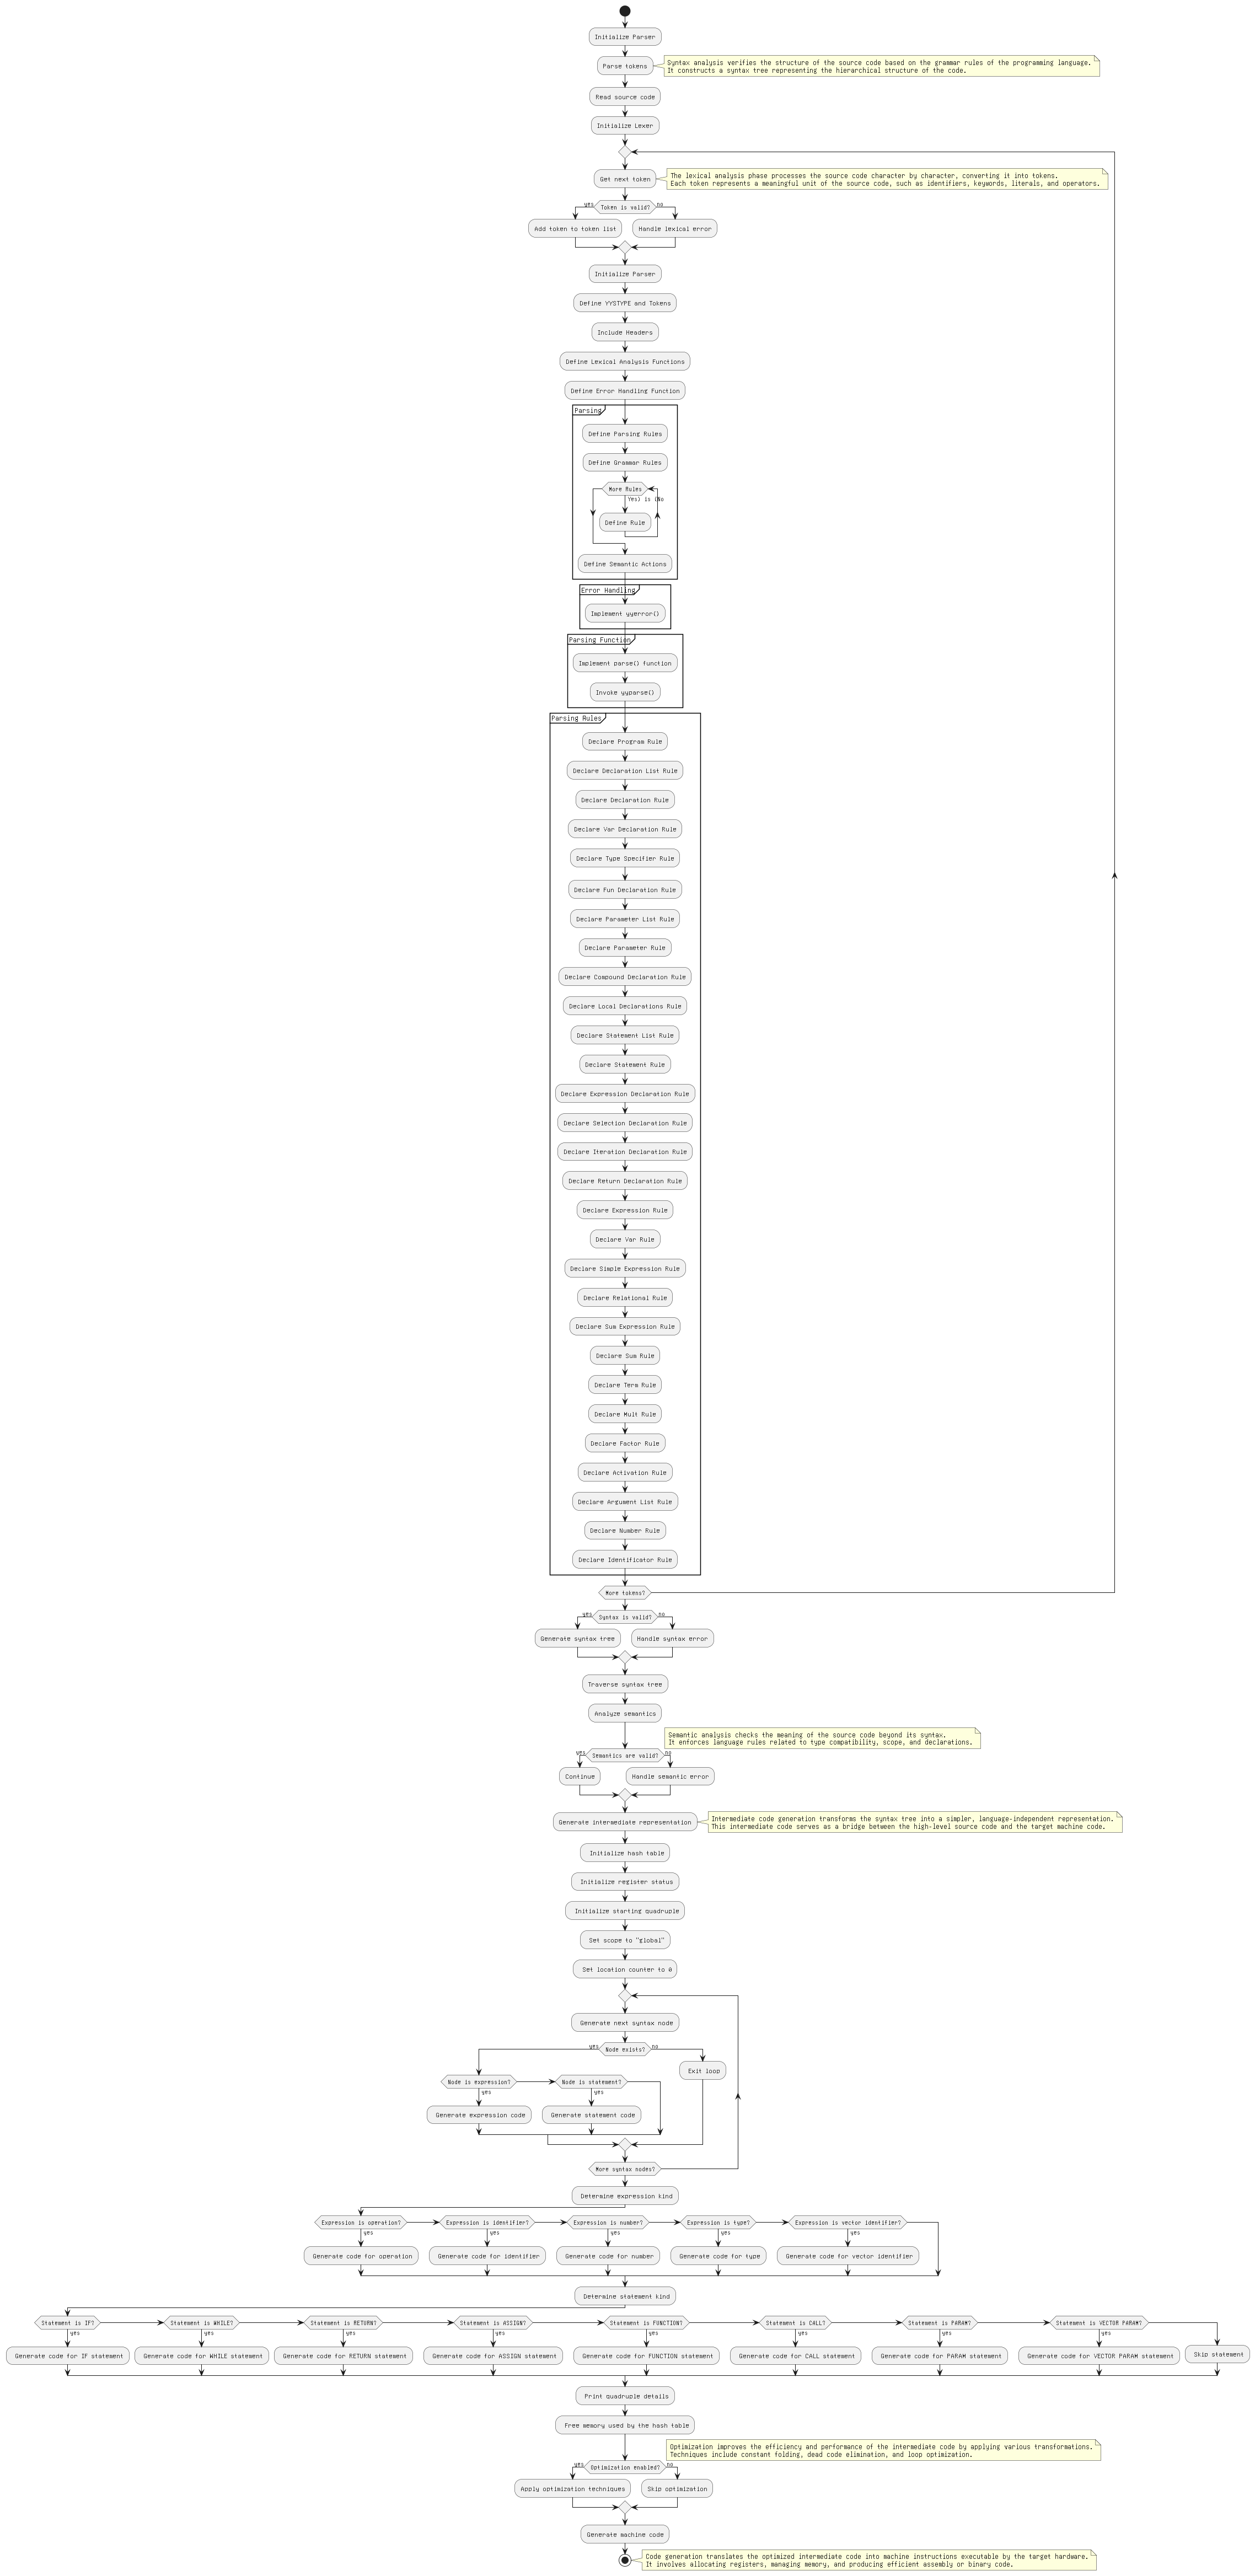 Initialize Parser
Parse tokens
Syntax analysis verifies the structure of the source code based on the grammar rules of the programming language.
It constructs a syntax tree representing the hierarchical structure of the code.
Read source code
Initialize Lexer
Get next token
The lexical analysis phase processes the source code character by character, converting it into tokens.
Each token represents a meaningful unit of the source code, such as identifiers, keywords, literals, and operators.
yes
Token is valid?
no
Add token to token list
Handle lexical error
Initialize Parser
Define YYSTYPE and Tokens
Include Headers
Define Lexical Analysis Functions
Define Error Handling Function
Parsing
Define Parsing Rules
Define Grammar Rules
More Rules
Yes) is (No
Define Rule
Define Semantic Actions
Error Handling
Implement yyerror()
Parsing Function
Implement parse() function
Invoke yyparse()
Parsing Rules
Declare Program Rule
Declare Declaration List Rule
Declare Declaration Rule
Declare Var Declaration Rule
Declare Type Specifier Rule
Declare Fun Declaration Rule
Declare Parameter List Rule
Declare Parameter Rule
Declare Compound Declaration Rule
Declare Local Declarations Rule
Declare Statement List Rule
Declare Statement Rule
Declare Expression Declaration Rule
Declare Selection Declaration Rule
Declare Iteration Declaration Rule
Declare Return Declaration Rule
Declare Expression Rule
Declare Var Rule
Declare Simple Expression Rule
Declare Relational Rule
Declare Sum Expression Rule
Declare Sum Rule
Declare Term Rule
Declare Mult Rule
Declare Factor Rule
Declare Activation Rule
Declare Argument List Rule
Declare Number Rule
Declare Identificator Rule
More tokens?
yes
Syntax is valid?
no
Generate syntax tree
Handle syntax error
Traverse syntax tree
Analyze semantics
Semantic analysis checks the meaning of the source code beyond its syntax.
It enforces language rules related to type compatibility, scope, and declarations.
yes
Semantics are valid?
no
Continue
Handle semantic error
Generate intermediate representation
Intermediate code generation transforms the syntax tree into a simpler, language-independent representation.
This intermediate code serves as a bridge between the high-level source code and the target machine code.
Initialize hash table
Initialize register status
Initialize starting quadruple
Set scope to "global"
Set location counter to 0
Generate next syntax node
yes
Node exists?
no
Exit loop
Node is expression?
yes
Node is statement?
yes
Generate expression code
Generate statement code
More syntax nodes?
Determine expression kind
Expression is operation?
Expression is identifier?
Expression is number?
Expression is type?
Expression is vector identifier?
yes
yes
yes
yes
yes
Generate code for operation
Generate code for identifier
Generate code for number
Generate code for type
Generate code for vector identifier
Determine statement kind
Statement is IF?
Statement is WHILE?
Statement is RETURN?
Statement is ASSIGN?
Statement is FUNCTION?
Statement is CALL?
Statement is PARAM?
Statement is VECTOR PARAM?
yes
yes
yes
yes
yes
yes
yes
yes
Generate code for IF statement
Generate code for WHILE statement
Generate code for RETURN statement
Generate code for ASSIGN statement
Generate code for FUNCTION statement
Generate code for CALL statement
Generate code for PARAM statement
Generate code for VECTOR PARAM statement
Skip statement
Print quadruple details
Free memory used by the hash table
Optimization improves the efficiency and performance of the intermediate code by applying various transformations.
Techniques include constant folding, dead code elimination, and loop optimization.
yes
Optimization enabled?
no
Apply optimization techniques
Skip optimization
Generate machine code
Code generation translates the optimized intermediate code into machine instructions executable by the target hardware.
It involves allocating registers, managing memory, and producing efficient assembly or binary code.